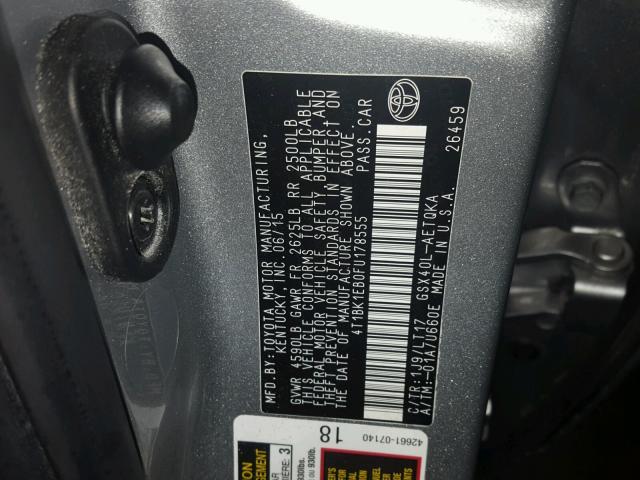 MFD.BY:TOYOTA MOTOR MANUFACTURING,
KENTUCKY, INC. 06/15
GVWR 4590LB GAWR FR 2625LB RR 2500LB
THIS VEHICLE CONFORMS TO ALL APPLICABLE
FEDERAL MOTOR VEHICLE SAFETY, BUMPER AND
THEFT PREVENTION STANDARDS IN EFFECT ON
DATE OF MANUFACTURE SHOWN ABOVE.
4T1BK1EB0FU178555 PASS.CAR
C/TR:1J9/LT17 GSX40L-AETQKA
A/TM:-01A/U660E MADE IN U.S.A. 26459
42661-07140
18
3